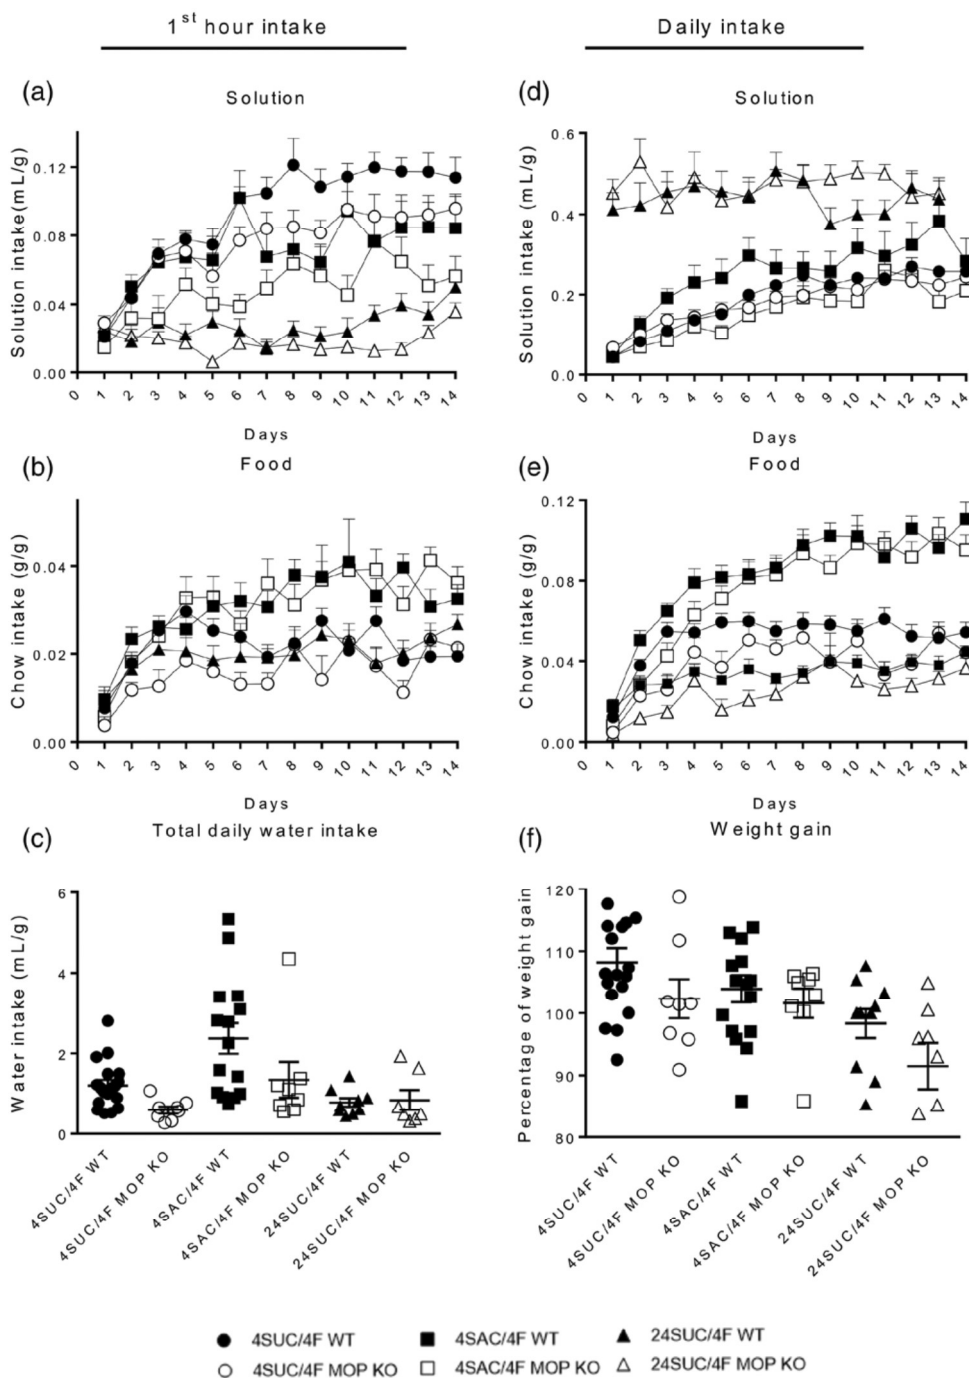 1st hour intake
Daily intake
(a)
Solution
Solution intake(mL/g)
0.12
0.08
0.04
0.00
0 1 2 3 4 5 6 7 8 9 10 11 12 13 14
Days
(d)
Solution
Solution intake (mL/g)
0.6
0.4
0.2
0.0
0 1 2 3 4 5 6 7 8 9 10 11 12 13 14
Days
(b)
Food
Chow intake (g/g)
0.04
0.02
0.00
0 1 2 3 4 5 6 7 8 9 10 11 12 13 14
Days
(e)
Food
Chow intake (g/g)
0.12
0.08
0.04
0.00
0 1 2 3 4 5 6 7 8 9 10 11 12 13 14
Days
(c)
Total daily water intake
Water intake (mL/g)
6
4
2
0
4SUC/4F WT
4SUC/4F MOP KO
4SAC/4F WT
4SAC/4F MOP KO
24SUC/4F WT
24SUC/4F MOP KO
(f)
Weight gain
Percentage of weight gain
120
110
100
90
80
4SUC/4F WT
4SUC/4F MOP KO
4SAC/4F WT
4SAC/4F MOP KO
24SUC/4F WT
24SUC/4F MOP KO
4SUC/4F WT
4SAC/4F WT
24SUC/4F WT
4SUC/4F MOP KO
4SAC/4F MOP KO
24SUC/4F MOP KO